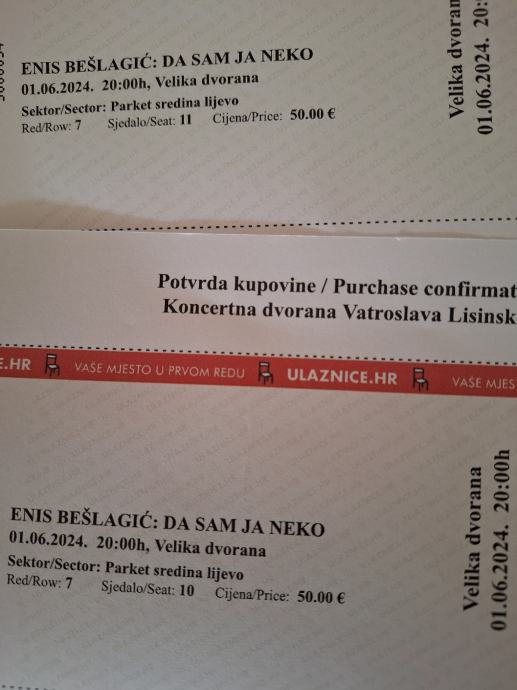 ENIS BEŠLAGIĆ: DA SAM JA NEKO
01.06.2024. 20:00h, Velika dvorana
Sektor/Sector: Parket sredina lijevo
Red/Row: 7 Sjedalo/Seat: 11 Cijena/Price: 50.00 €
Velika dvoran
01.06.2024. 20:
Potvrda kupovine / Purchase confirmat
Koncertna dvorana Vatroslava Lisinsk
E.HR VAŠE MJESTO U PRVOM REDU ULAZNICE.HR VAŠE MJES
ENIS BEŠLAGIĆ: DA SAM JA NEKO
01.06.2024. 20:00h, Velika dvorana
Sektor/Sector: Parket sredina lijevo
Red/Row: 7 Sjedalo/Seat: 10 Cijena/Price: 50.00 €
Velika dvorana
01.06.2024. 20:00h